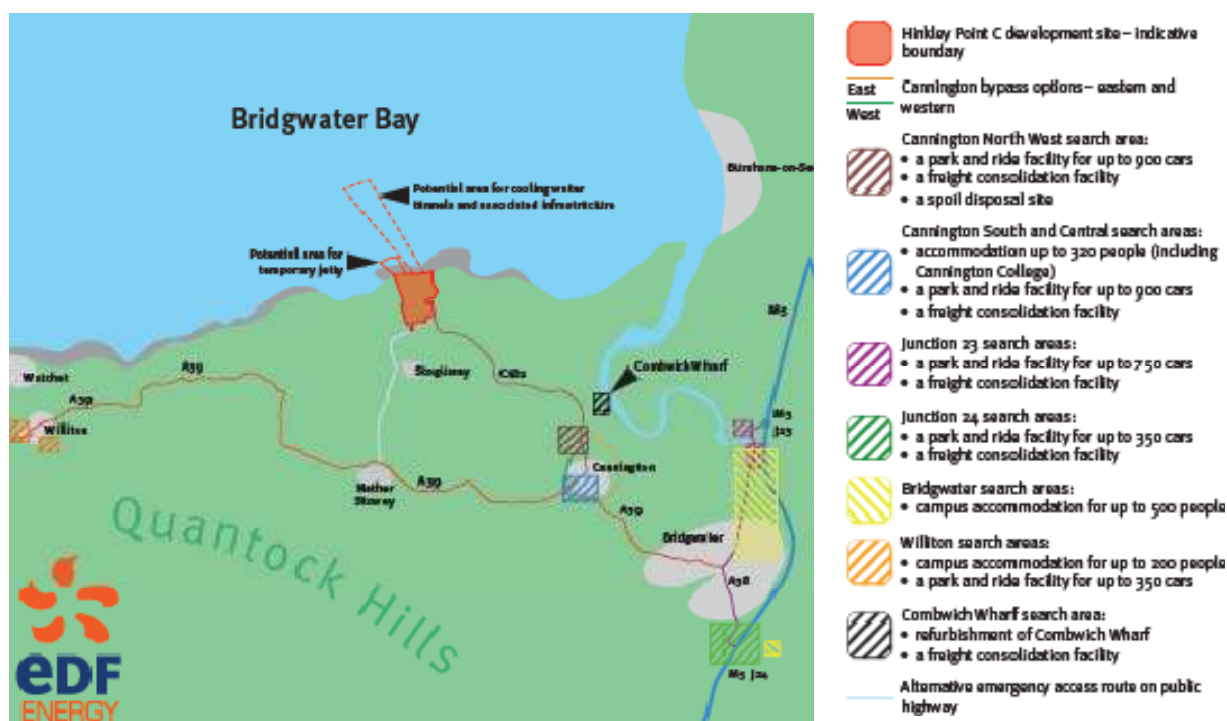 Bridgwater Bay
Potential area for cooling water
tunnels and associated infrastructure
Potential area for
temporary jetty
Burnham-on-Se
M5
Combwich Wharf
C182
Stogursey
A39
Watchet
A39
Williton
M5
J23
Cannington
Nether
Stowey
A39
A39
Bridgwater
A38
Quantock Hills
M5 J24
eDF
ENERGY
Hinkley Point C development site – indicative
boundary
East
West
Cannington bypass options – eastern and
western
Cannington North West search area:
• a park and ride facility for up to 900 cars
• a freight consolidation facility
• a spoil disposal site
Cannington South and Central search areas:
• accommodation up to 320 people (including
Cannington College)
• a park and ride facility for up to 900 cars
• a freight consolidation facility
Junction 23 search areas:
• a park and ride facility for up to 750 cars
• a freight consolidation facility
Junction 24 search areas:
• a park and ride facility for up to 350 cars
• a freight consolidation facility
Bridgwater search areas:
• campus accommodation for up to 500 people
Williton search areas:
• campus accommodation for up to 200 people
• a park and ride facility for up to 350 cars
Combwich Wharf search area:
• refurbishment of Combwich Wharf
• a freight consolidation facility
Alternative emergency access route on public
highway